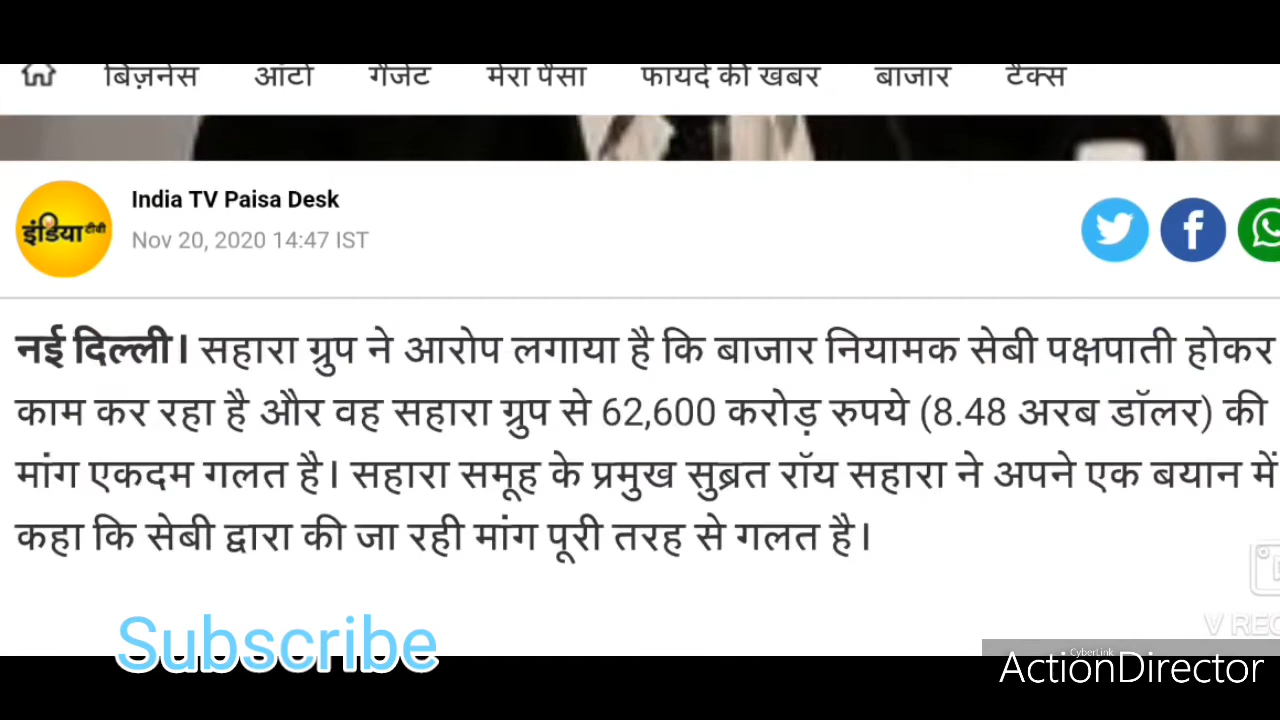 बिज़नेस ऑटो गैजेट मेरा पैसा फायदे की खबर बाजार टैक्स
इंडिया टीवी
India TV Paisa Desk
Nov 20, 2020 14:47 IST
नई दिल्ली। सहारा ग्रुप ने आरोप लगाया है कि बाजार नियामक सेबी पक्षपाती होकर
काम कर रहा है और वह सहारा ग्रुप से 62,600 करोड़ रुपये (8.48 अरब डॉलर) की
मांग एकदम गलत है। सहारा समूह के प्रमुख सुब्रत रॉय सहारा ने अपने एक बयान में
कहा कि सेबी द्वारा की जा रही मांग पूरी तरह से गलत है।
V REC
Subscribe
CyberLink
ActionDirector